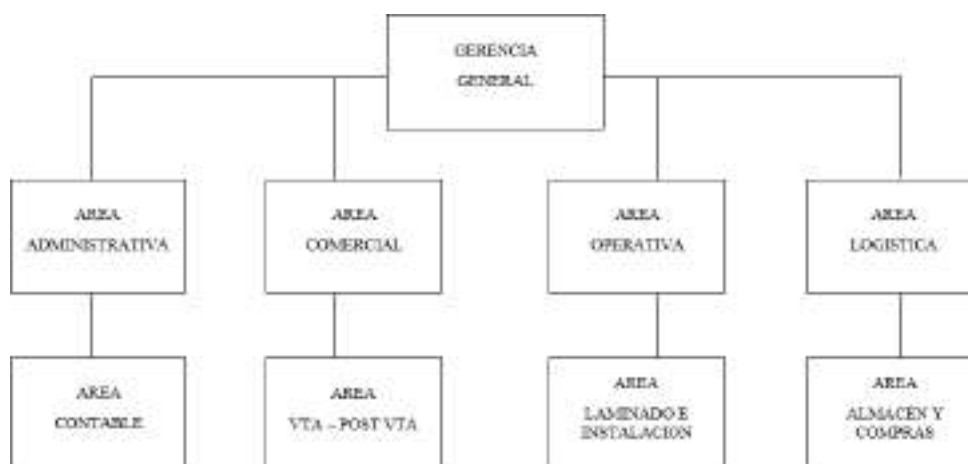 GERENCIA
GENERAL
AREA
ADMINISTRATIVA
AREA
COMERCIAL
AREA
OPERATIVA
AREA
LOGISTICA
AREA
CONTABLE
AREA
VTA – POST VTA
AREA
LAMINADO E
INSTALACION
AREA
ALMACÉN Y
COMPRAS